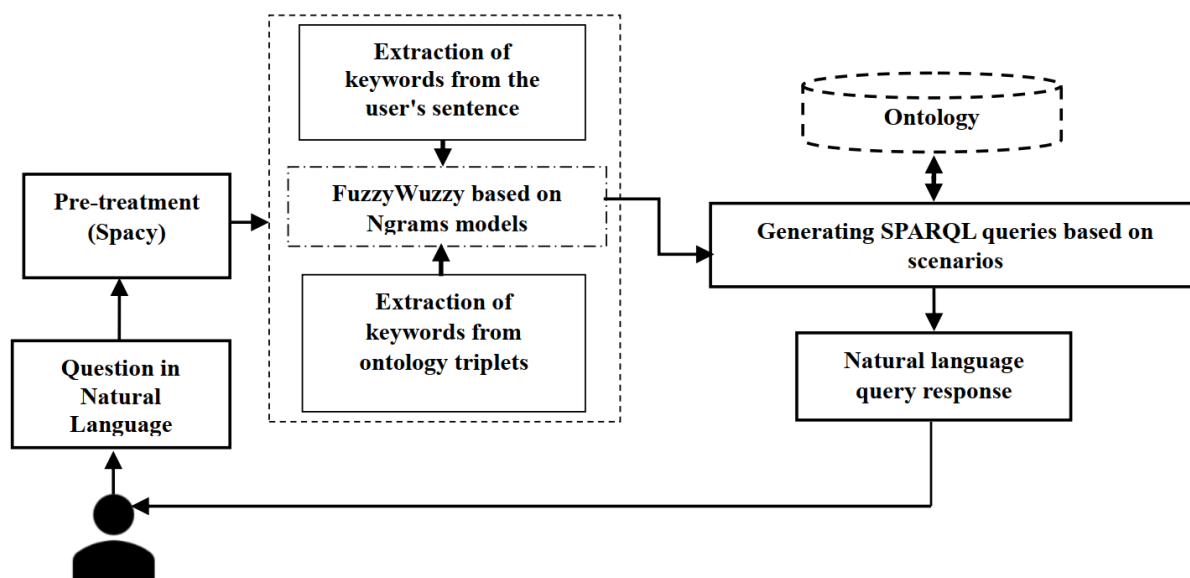 Extraction of
keywords from the
user's sentence
Ontology
FuzzyWuzzy based on
Ngrams models
Pre-treatment
(Spacy)
Generating SPARQL queries based on
scenarios
Extraction of
keywords from
ontology triplets
Question in
Natural
Language
Natural language
query response